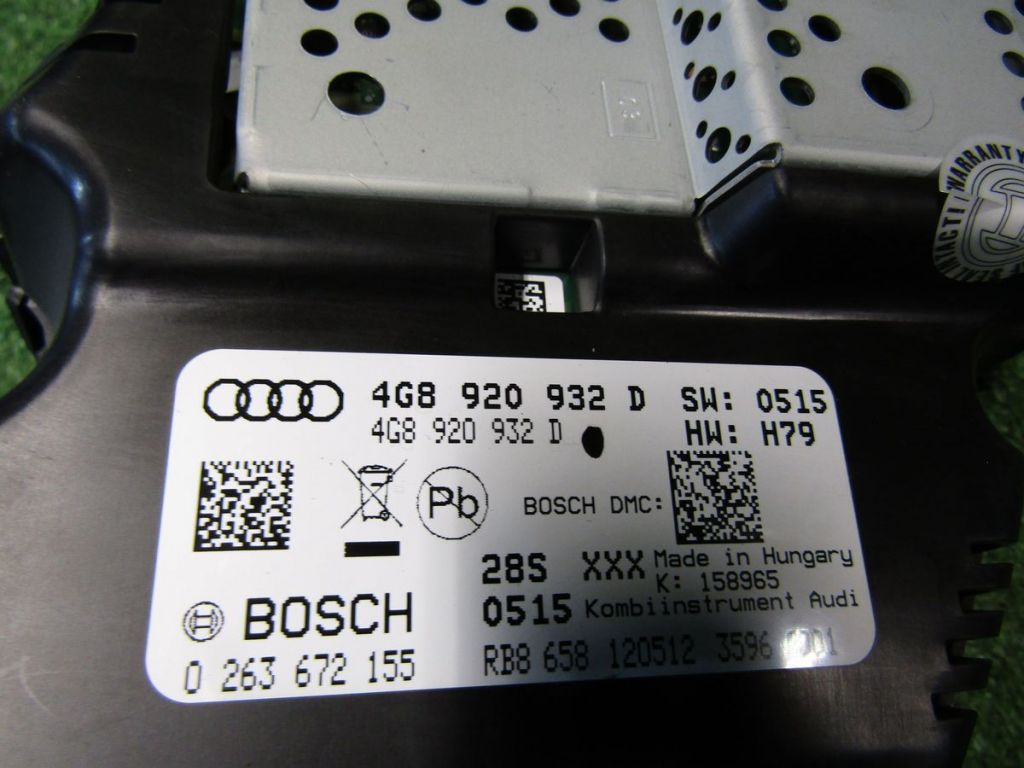 WARRANTY
4G8 920 932 D SW: 0515
4G8 920 932 D HW: H79
Pb
BOSCH DMC:
28S XXX Made in Hungary
K: 158965
0515 Kombiinstrument Audi
BOSCH
0 263 672 155
RB8 658 120512 3596